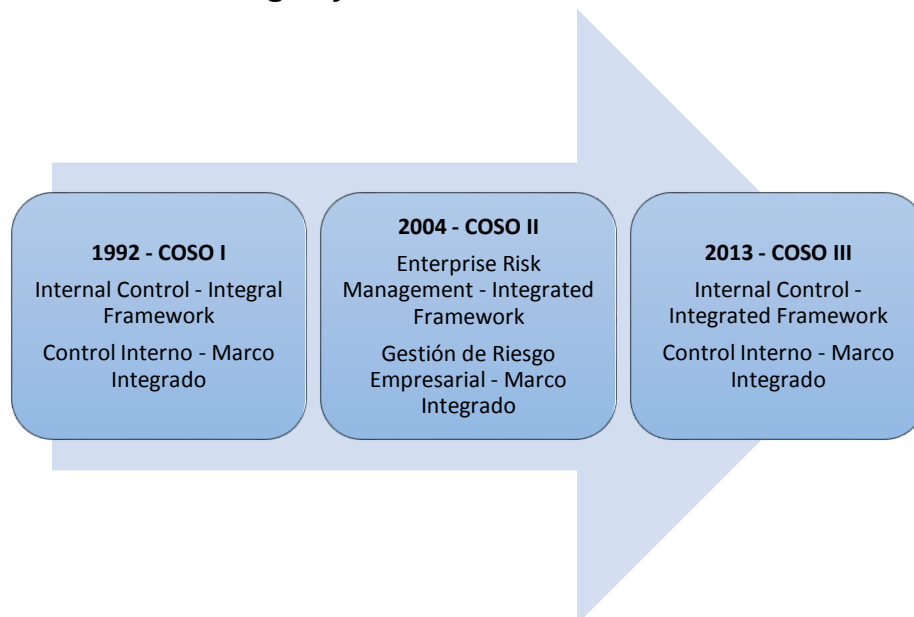 1992 - COSO I
Internal Control - Integral
Framework
Control Interno - Marco
Integrado
2004 - COSO II
Enterprise Risk
Management - Integrated
Framework
Gestión de Riesgo
Empresarial - Marco
Integrado
2013 - COSO III
Internal Control -
Integrated Framework
Control Interno - Marco
Integrado